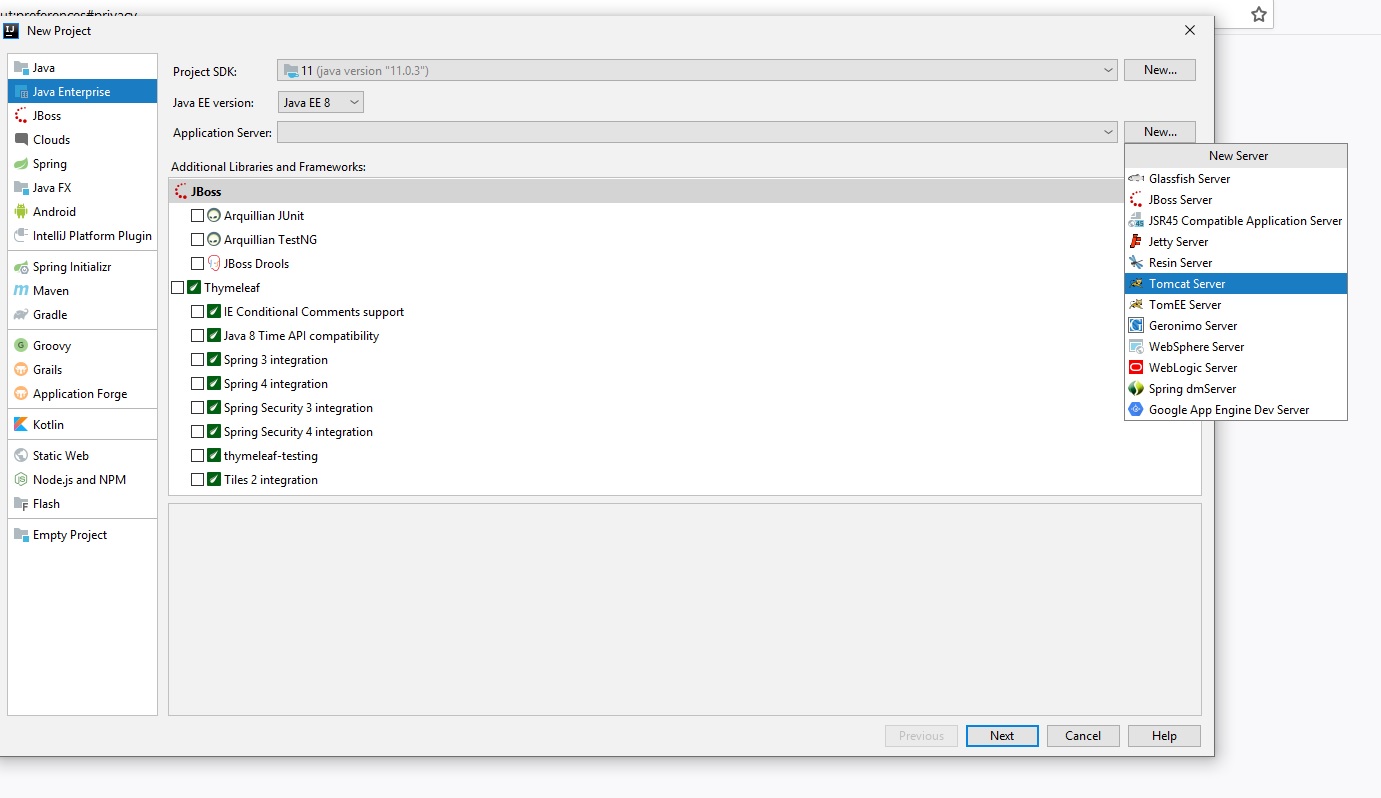 ut:preferences#privacy
New Project
Java
Java Enterprise
JBoss
Clouds
Spring
Java FX
Android
IntelliJ Platform Plugin
Spring Initializr
Maven
Gradle
Groovy
Grails
Application Forge
Kotlin
Static Web
Node.js and NPM
Flash
Empty Project
Project SDK: 11 (java version "11.0.3") New...
Java EE version: Java EE 8
Application Server: New...
Additional Libraries and Frameworks:
JBoss
Arquillian JUnit
Arquillian TestNG
JBoss Drools
Thymeleaf
IE Conditional Comments support
Java 8 Time API compatibility
Spring 3 integration
Spring 4 integration
Spring Security 3 integration
Spring Security 4 integration
thymeleaf-testing
Tiles 2 integration
New Server
Glassfish Server
JBoss Server
JSR45 Compatible Application Server
Jetty Server
Resin Server
Tomcat Server
TomEE Server
Geronimo Server
WebSphere Server
WebLogic Server
Spring dmServer
Google App Engine Dev Server
Previous Next Cancel Help